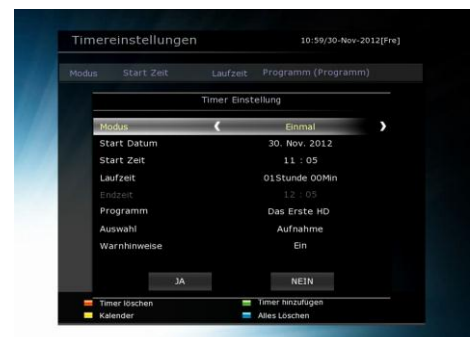 Timereinstellungen 10:59/30-Nov-2012[Fre]
Modus Start Zeit Laufzeit Programm (Programm)
Timer Einstellung
Modus Einmal
Start Datum 30. Nov. 2012
Start Zeit 11 : 05
Laufzeit 01Stunde 00Min
Endzeit 12 : 05
Programm Das Erste HD
Auswahl Aufnahme
Warnhinweise Ein
JA NEIN
Timer löschen Timer hinzufügen
Kalender Alles Löschen